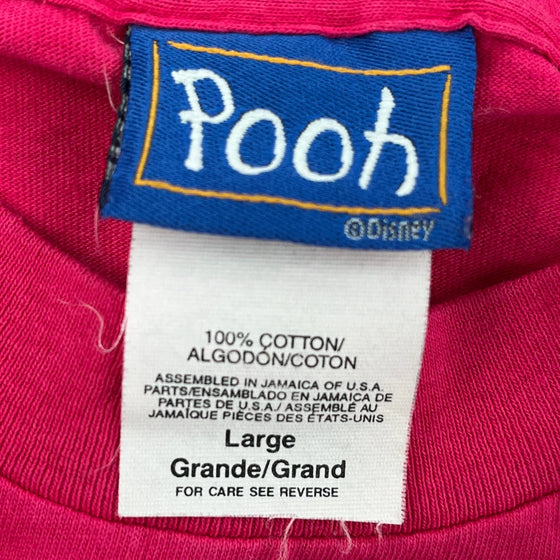 Pooh
©Disney
100% COTTON/
ALGODÓN/COTON
ASSEMBLED IN JAMAICA OF U.S.A.
PARTS/ENSAMBLADO EN JAMAICA DE
PARTES DE U.S.A./ ASSEMBLÉ AU
JAMAÏQUE PIÈCES DES ÉTATS-UNIS
Large
Grande/Grand
FOR CARE SEE REVERSE